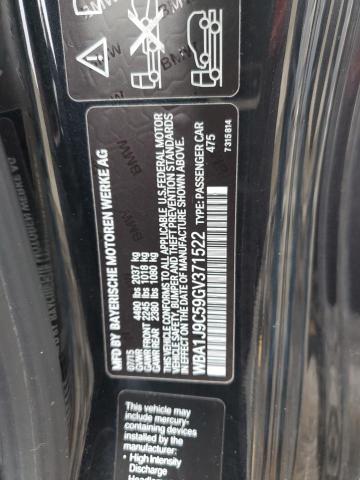 MFD BY BAYERISCHE MOTOREN WERKE AG
07/15
GVWR 4490 lbs 2037 kg
GAWR FRONT 2245 lbs 1018 kg
GAWR REAR 2380 lbs 1080 kg
THIS VEHICLE CONFORMS TO ALL APPLICABLE U.S.FEDERAL MOTOR
VEHICLE SAFETY, BUMPER, AND THEFT PREVENTION STANDARDS
IN EFFECT ON THE DATE OF MANUFACTURE SHOWN ABOVE.
WBA1J9C59GV371522 TYPE: PASSENGER CAR
475
7315814
This vehicle may
include mercury-
containing devices
installed by the
manufacturer:
• High Intensity
Discharge